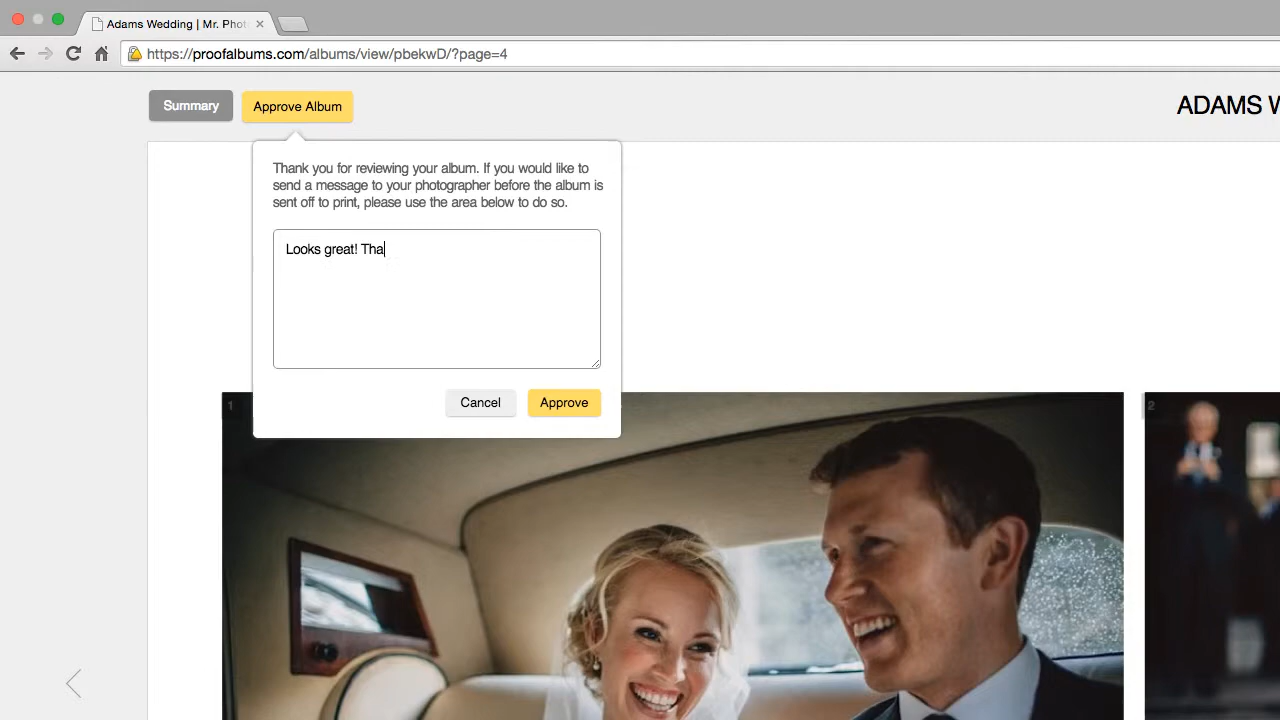 Adams Wedding | Mr. Phot
https://proofalbums.com/albums/view/pbekwD/?page=4
Summary
Approve Album
ADAMS W
Thank you for reviewing your album. If you would like to
send a message to your photographer before the album is
sent off to print, please use the area below to do so.
Looks great! Tha
Cancel
Approve
1
2